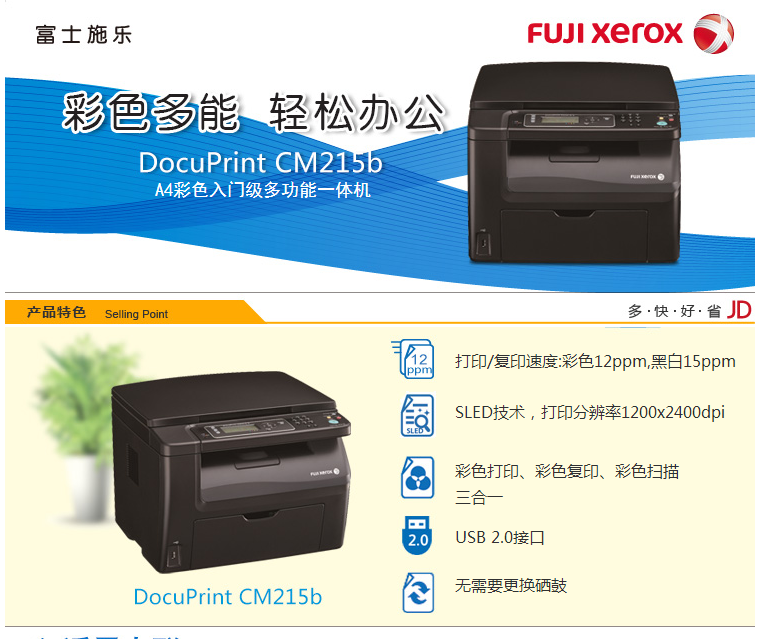 富士施乐
FUJI xerox
彩色多能 轻松办公
DocuPrint CM215b
A4彩色入门级多功能一体机
FUJI xerox
产品特色 Selling Point
多·快·好·省 JD
12
ppm
打印/复印速度:彩色12ppm,黑白15ppm
SLED
SLED技术，打印分辨率1200x2400dpi
彩色打印、彩色复印、彩色扫描
三合一
2.0
USB 2.0接口
无需要更换硒鼓
FUJI xerox
DocuPrint CM215b